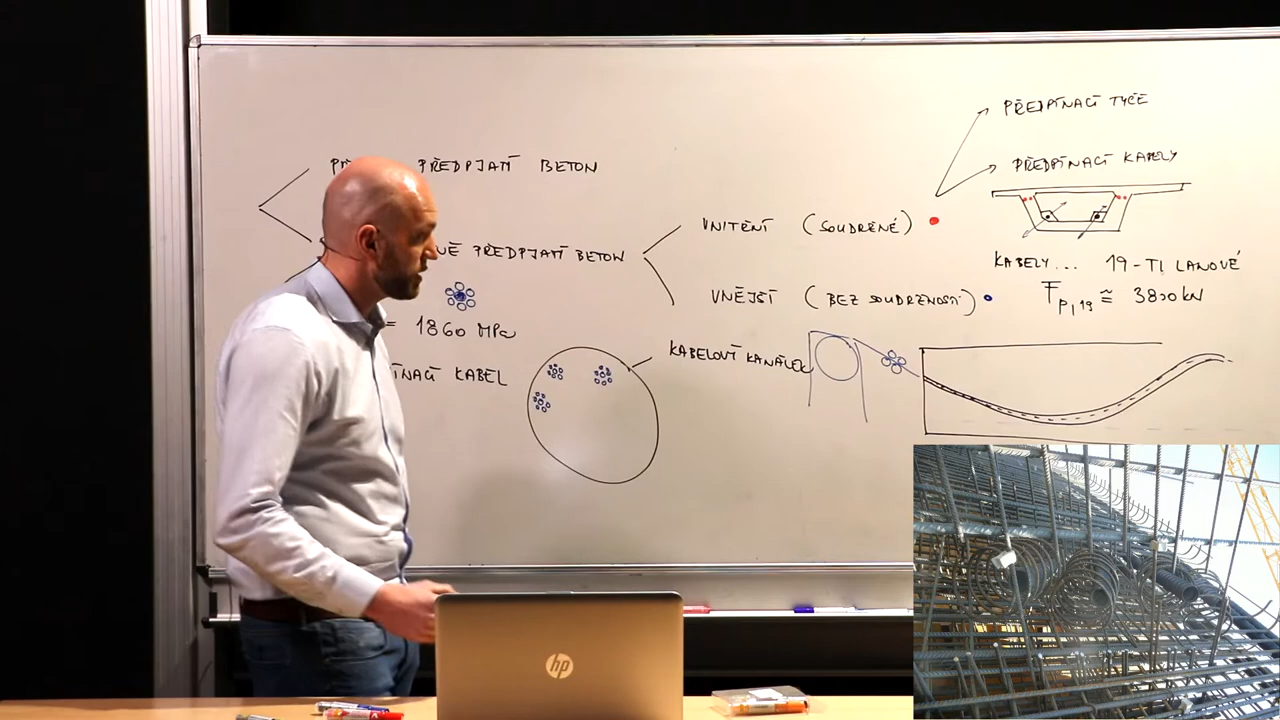 PŘEDPÍNACÍ TYČE
PŘEDPÍNACÍ KABELY
PŘEDPJATÝ BETON
VNITŘNÍ (SOUDRŽNÉ)
PŘEDPJATÝ BETON
KABELY... 19-TI LANOVÉ
VNĚJŠÍ (BEZ SOUDRŽNOSTI)
F p,19 ≅ 3800 kN
= 1860 MPa
KABELOVÝ KANÁLEK
KABEL
hp